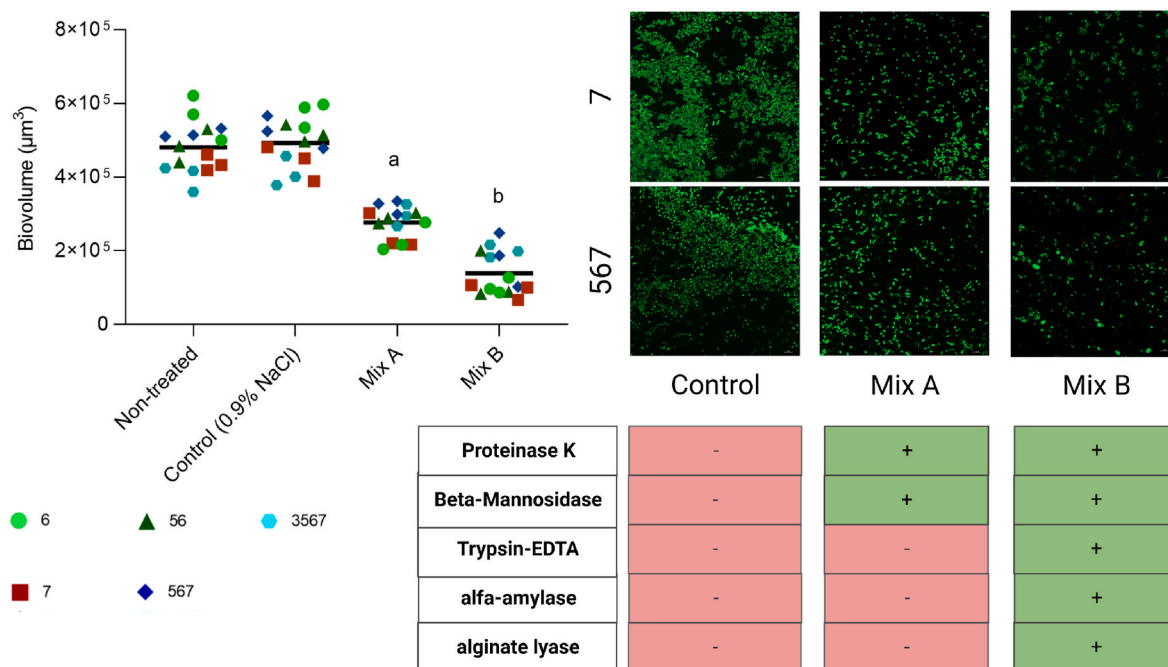 8×10⁵
6×10⁵
4×10⁵
2×10⁵
0
Biovolume (µm³)
a
b
Non-treated
Control (0.9% NaCl)
Mix A
Mix B
6
56
3567
7
567
7
567
Control
Mix A
Mix B
Proteinase K - + +
Beta-Mannosidase - + +
Trypsin-EDTA - - +
alfa-amylase - - +
alginate lyase - - +